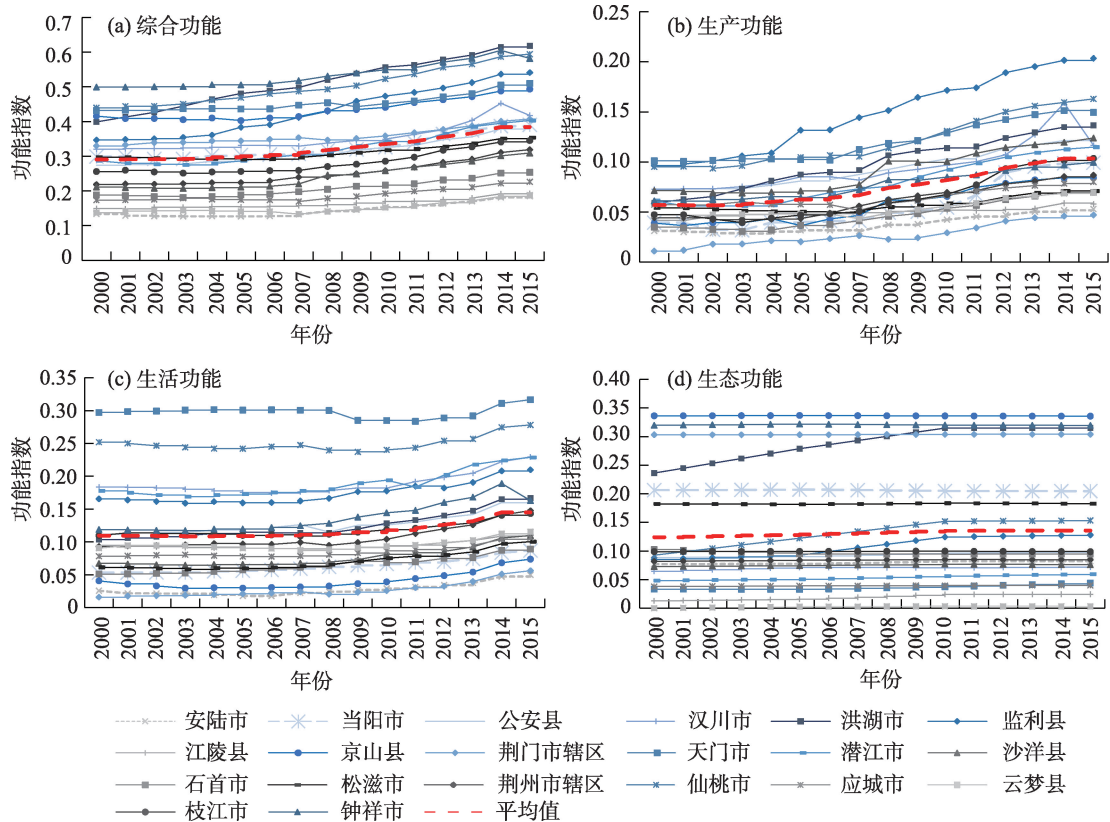 (a) 综合功能
0.7
0.6
0.5
0.4
0.3
0.2
0.1
0
功能指数
2000 2001 2002 2003 2004 2005 2006 2007 2008 2009 2010 2011 2012 2013 2014 2015
年份
(b) 生产功能
0.25
0.20
0.15
0.10
0.05
0
功能指数
2000 2001 2002 2003 2004 2005 2006 2007 2008 2009 2010 2011 2012 2013 2014 2015
年份
(c) 生活功能
0.35
0.30
0.25
0.20
0.15
0.10
0.05
0
功能指数
2000 2001 2002 2003 2004 2005 2006 2007 2008 2009 2010 2011 2012 2013 2014 2015
年份
(d) 生态功能
0.40
0.35
0.30
0.25
0.20
0.15
0.10
0.05
0
功能指数
2000 2001 2002 2003 2004 2005 2006 2007 2008 2009 2010 2011 2012 2013 2014 2015
年份
安陆市 当阳市 公安县 汉川市 洪湖市 监利县
江陵县 京山县 荆门市辖区 天门市 潜江市 沙洋县
石首市 松滋市 荆州市辖区 仙桃市 应城市 云梦县
枝江市 钟祥市 平均值